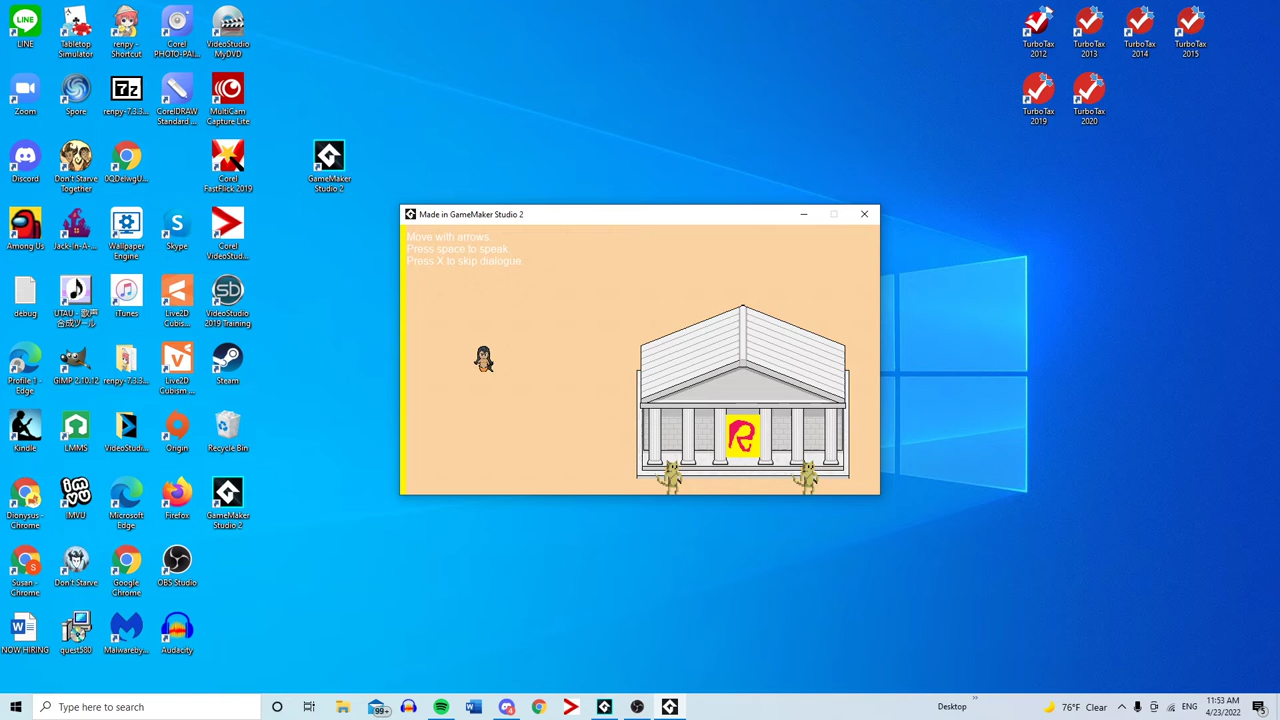 LINE
Tabletop Simulator
renpy - Shortcut
Corel PHOTO-PAI...
VideoStudio MyDVD
TurboTax 2012
TurboTax 2013
TurboTax 2014
TurboTax 2015
Zoom
Spore
7z
renpy-7.3.3...
CorelDRAW Standard ...
MultiCam Capture Lite
TurboTax 2019
TurboTax 2020
Discord
Don't Starve Together
0QDeiwgU...
Corel FastFlick 2019
GameMaker Studio 2
Among Us
Jack-In-A-...
Wallpaper Engine
Skype
Corel VideoStud...
Made in GameMaker Studio 2
Move with arrows.
Press space to speak.
Press X to skip dialogue.
debug
UTAU - 歌声合成ツール
iTunes
Live2D Cubis...
sb
VideoStudio 2019 Training
Profile 1 - Edge
GIMP 2.10.12
renpy-7.3.3...
Live2D Cubism ...
Steam
R
Kindle
LMMS
VideoStudi...
Origin
Recycle Bin
Dionysus - Chrome
IMVU
Microsoft Edge
Firefox
GameMaker Studio 2
Susan - Chrome
Don't Starve
Google Chrome
OBS Studio
NOW.HIRING
quest580
Malwareby...
Audacity
Type here to search
99+
Desktop
76°F Clear
ENG
11:53 AM
4/23/2022
5